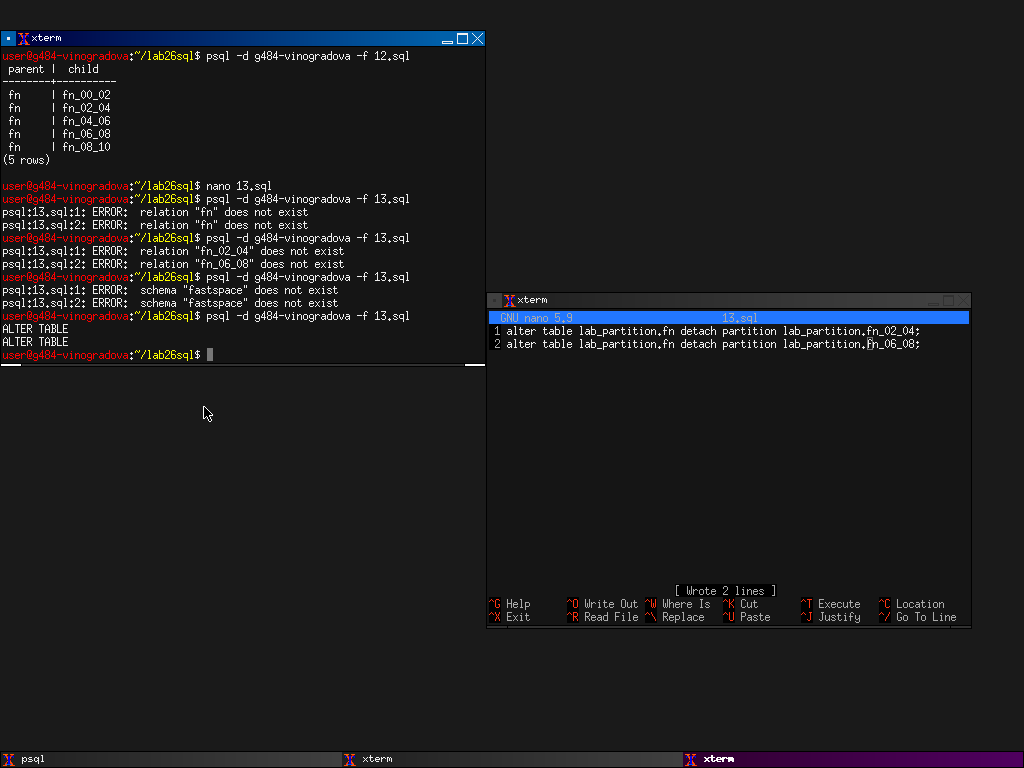 xterm
user@g484-vinogradova:~/lab26sql$ psql -d g484-vinogradova -f 12.sql
 parent |  child
--------+----------
 fn     | fn_00_02
 fn     | fn_02_04
 fn     | fn_04_06
 fn     | fn_06_08
 fn     | fn_08_10
(5 rows)
user@g484-vinogradova:~/lab26sql$ nano 13.sql
user@g484-vinogradova:~/lab26sql$ psql -d g484-vinogradova -f 13.sql
psql:13.sql:1: ERROR:  relation "fn" does not exist
psql:13.sql:2: ERROR:  relation "fn" does not exist
user@g484-vinogradova:~/lab26sql$ psql -d g484-vinogradova -f 13.sql
psql:13.sql:1: ERROR:  relation "fn_02_04" does not exist
psql:13.sql:2: ERROR:  relation "fn_06_08" does not exist
user@g484-vinogradova:~/lab26sql$ psql -d g484-vinogradova -f 13.sql
psql:13.sql:1: ERROR:  schema "fastspace" does not exist
psql:13.sql:2: ERROR:  schema "fastspace" does not exist
user@g484-vinogradova:~/lab26sql$ psql -d g484-vinogradova -f 13.sql
ALTER TABLE
ALTER TABLE
user@g484-vinogradova:~/lab26sql$
xterm
GNU nano 5.9 13.sql
1 alter table lab_partition.fn detach partition lab_partition.fn_02_04;
2 alter table lab_partition.fn detach partition lab_partition.fn_06_08;
[ Wrote 2 lines ]
^G Help ^O Write Out ^W Where Is ^K Cut ^T Execute ^C Location
^X Exit ^R Read File ^\ Replace ^U Paste ^J Justify ^/ Go To Line
psql xterm xterm